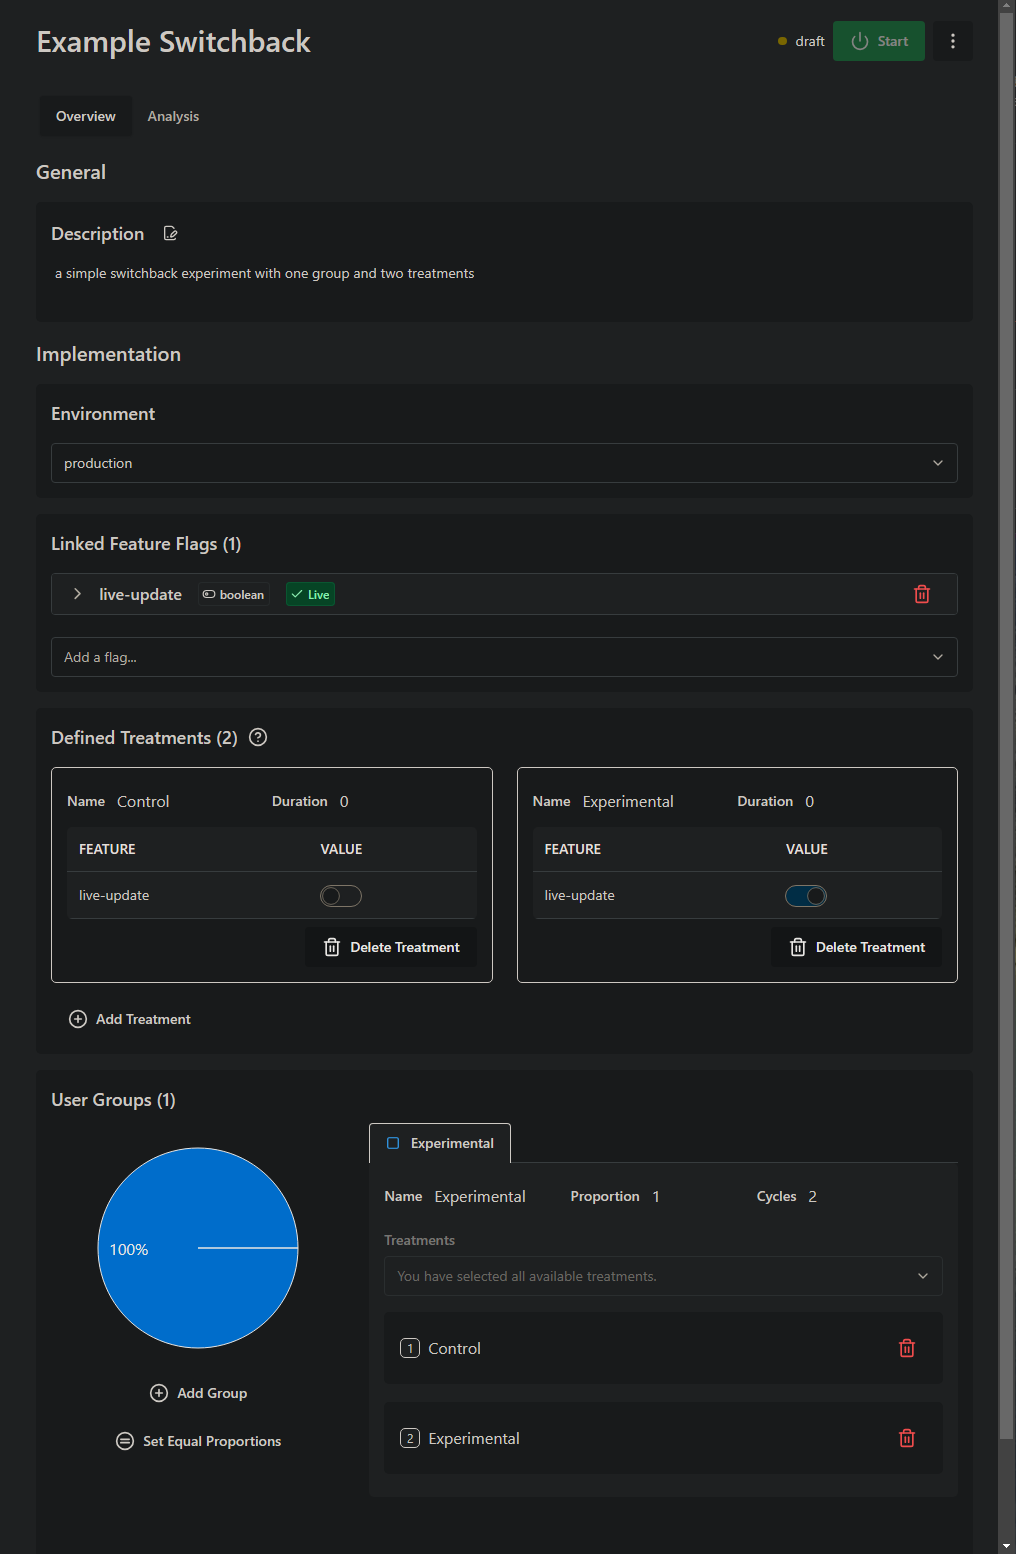 Example Switchback
draft
Start
Overview
Analysis
General
Description
a simple switchback experiment with one group and two treatments
Implementation
Environment
production
Linked Feature Flags (1)
live-update
boolean
Live
Add a flag...
Defined Treatments (2)
Name Control Duration 0
FEATURE VALUE
live-update
Delete Treatment
Name Experimental Duration 0
FEATURE VALUE
live-update
Delete Treatment
Add Treatment
User Groups (1)
100%
Add Group
Set Equal Proportions
Experimental
Name Experimental Proportion 1 Cycles 2
Treatments
You have selected all available treatments.
1 Control
2 Experimental